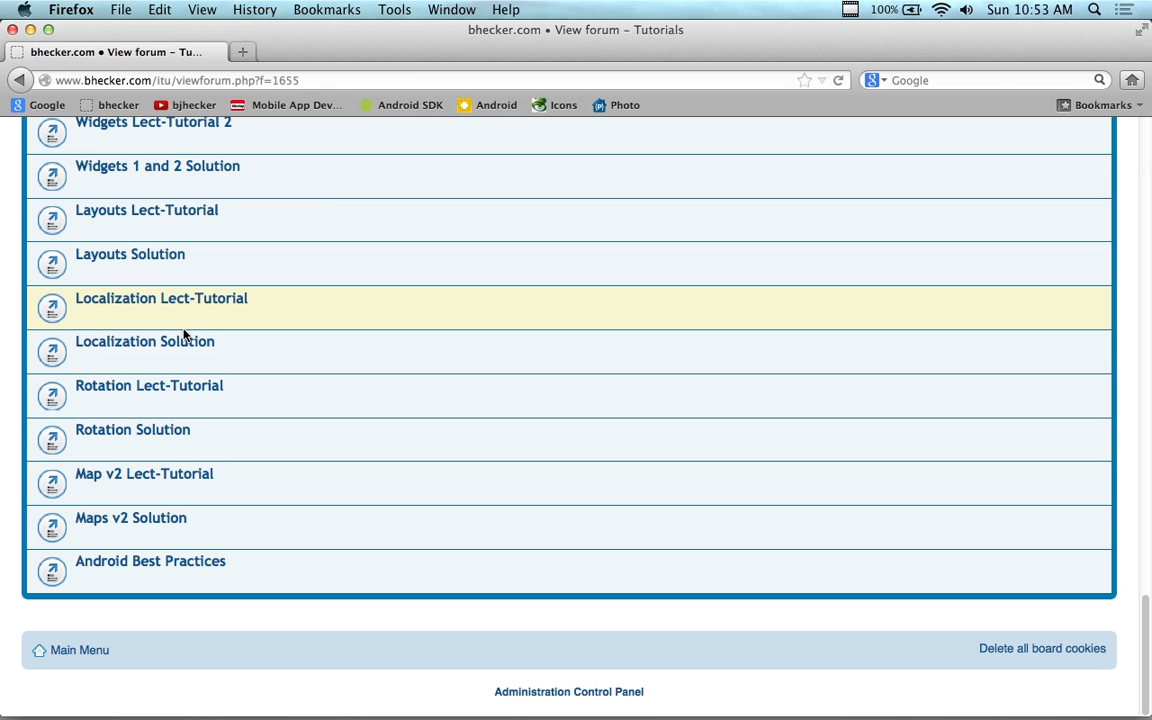 Firefox File Edit View History Bookmarks Tools Window Help 100% Sun 10:53 AM
bhecker.com • View forum – Tutorials
bhecker.com • View forum – Tu...
www.bhecker.com/itu/viewforum.php?f=1655 Google
Google bhecker bjhecker Mobile App Dev... Android SDK Android Icons Photo Bookmarks
Widgets Lect-Tutorial 2
Widgets 1 and 2 Solution
Layouts Lect-Tutorial
Layouts Solution
Localization Lect-Tutorial
Localization Solution
Rotation Lect-Tutorial
Rotation Solution
Map v2 Lect-Tutorial
Maps v2 Solution
Android Best Practices
Main Menu Delete all board cookies
Administration Control Panel